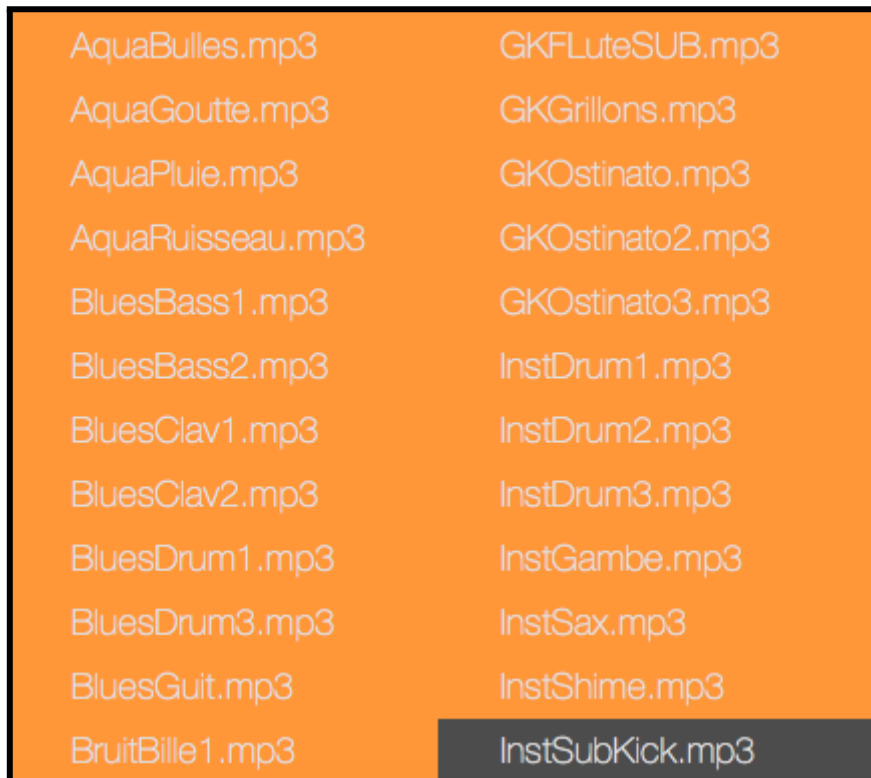 AquaBulles.mp3
AquaGoutte.mp3
AquaPluie.mp3
AquaRuisseau.mp3
BluesBass1.mp3
BluesBass2.mp3
BluesClav1.mp3
BluesClav2.mp3
BluesDrum1.mp3
BluesDrum3.mp3
BluesGuit.mp3
BruitBille1.mp3
GKFLuteSUB.mp3
GKGrillons.mp3
GKOstinato.mp3
GKOstinato2.mp3
GKOstinato3.mp3
InstDrum1.mp3
InstDrum2.mp3
InstDrum3.mp3
InstGambe.mp3
InstSax.mp3
InstShime.mp3
InstSubKick.mp3